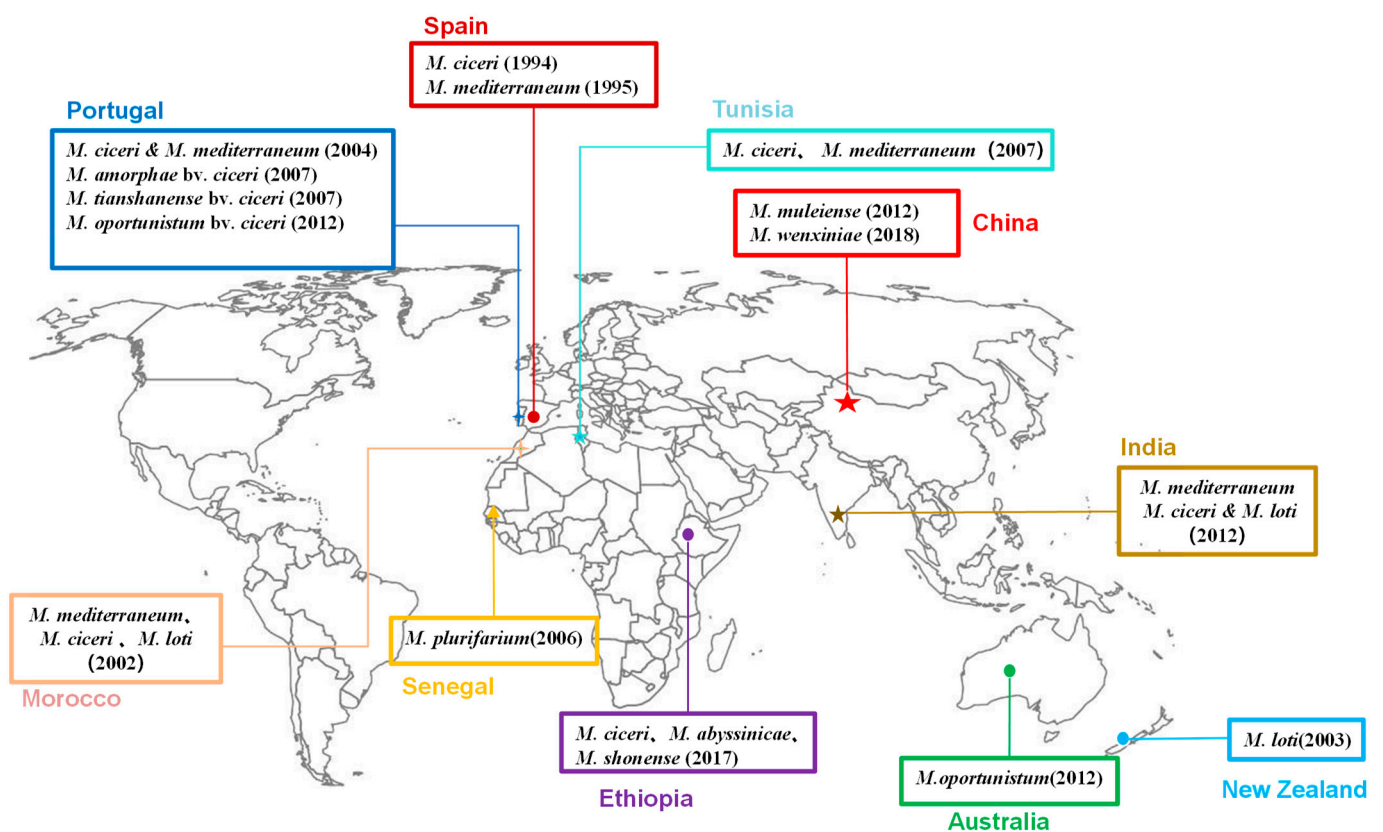 Spain
M. ciceri (1994)
M. mediterraneum (1995)
Portugal
M. ciceri & M. mediterraneum (2004)
M. amorphae bv. ciceri (2007)
M. tianshanense bv. ciceri (2007)
M. oportunistum bv. ciceri (2012)
Tunisia
M. ciceri、 M. mediterraneum (2007)
M. muleiense (2012)
M. wenxiniae (2018)
China
India
M. mediterraneum
M. ciceri & M. loti
(2012)
M. mediterraneum、
M. ciceri 、 M. loti
(2002)
Morocco
M. plurifarium(2006)
Senegal
M. ciceri、 M. abyssinicae、
M. shonense (2017)
Ethiopia
M.oportunistum(2012)
Australia
M. loti(2003)
New Zealand